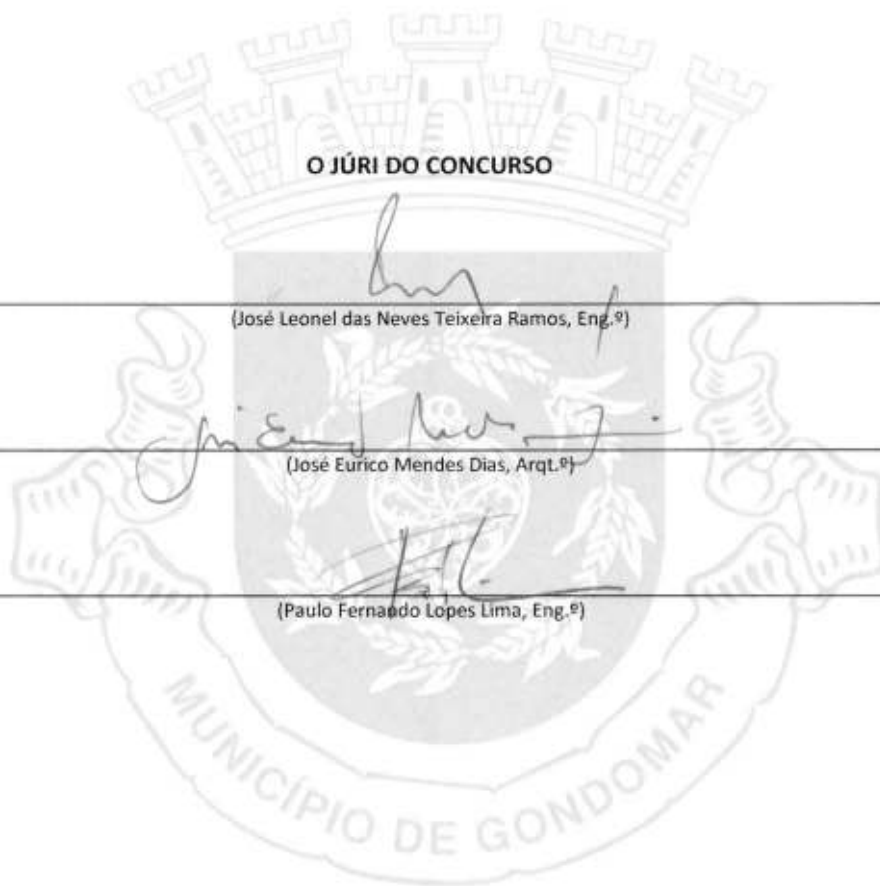 O JÚRI DO CONCURSO
(José Leonel das Neves Teixeira Ramos, Eng.º)
(José Eurico Mendes Dias, Arqt.º)
(Paulo Fernando Lopes Lima, Eng.º)
MUNICÍPIO DE GONDOMAR